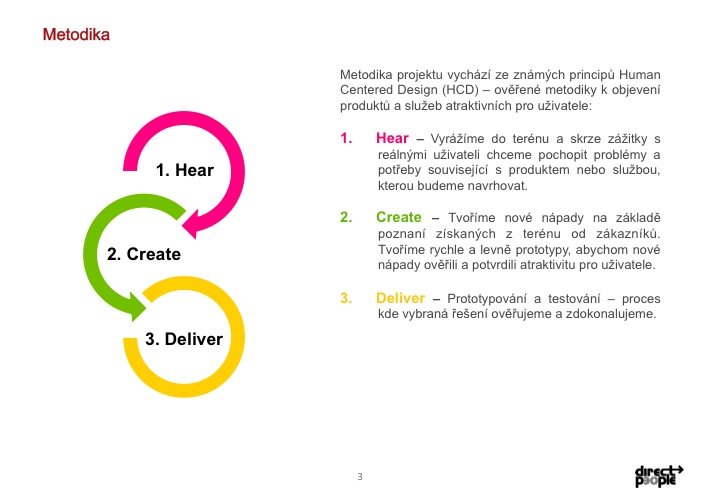 Metodika
Metodika projektu vychází ze známých principů Human
Centered Design (HCD) – ověřené metodiky k objevení
produktů a služeb atraktivních pro uživatele:
1. Hear – Vyrážíme do terénu a skrze zážitky s
reálnými uživateli chceme pochopit problémy a
potřeby související s produktem nebo službou,
kterou budeme navrhovat.
2. Create – Tvoříme nové nápady na základě
poznaní získaných z terénu od zákazníků.
Tvoříme rychle a levně prototypy, abychom nové
nápady ověřili a potvrdili atraktivitu pro uživatele.
3. Deliver – Prototypování a testování – proces
kde vybraná řešení ověřujeme a zdokonalujeme.
1. Hear
2. Create
3. Deliver
3
direct
people